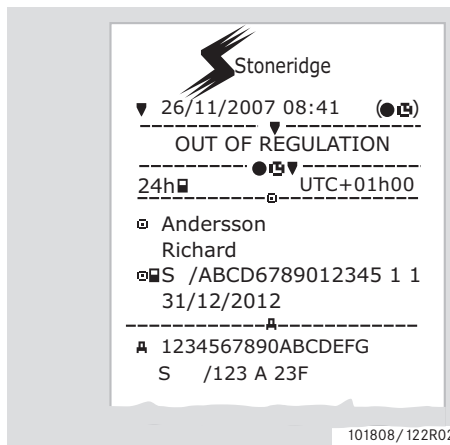 Stoneridge
▼ 26/11/2007 08:41 (●◷)
OUT OF REGULATION
24h UTC+01h00
Andersson
Richard
S /ABCD6789012345 1 1
31/12/2012
1234567890ABCDEFG
S /123 A 23F
101808/122R02